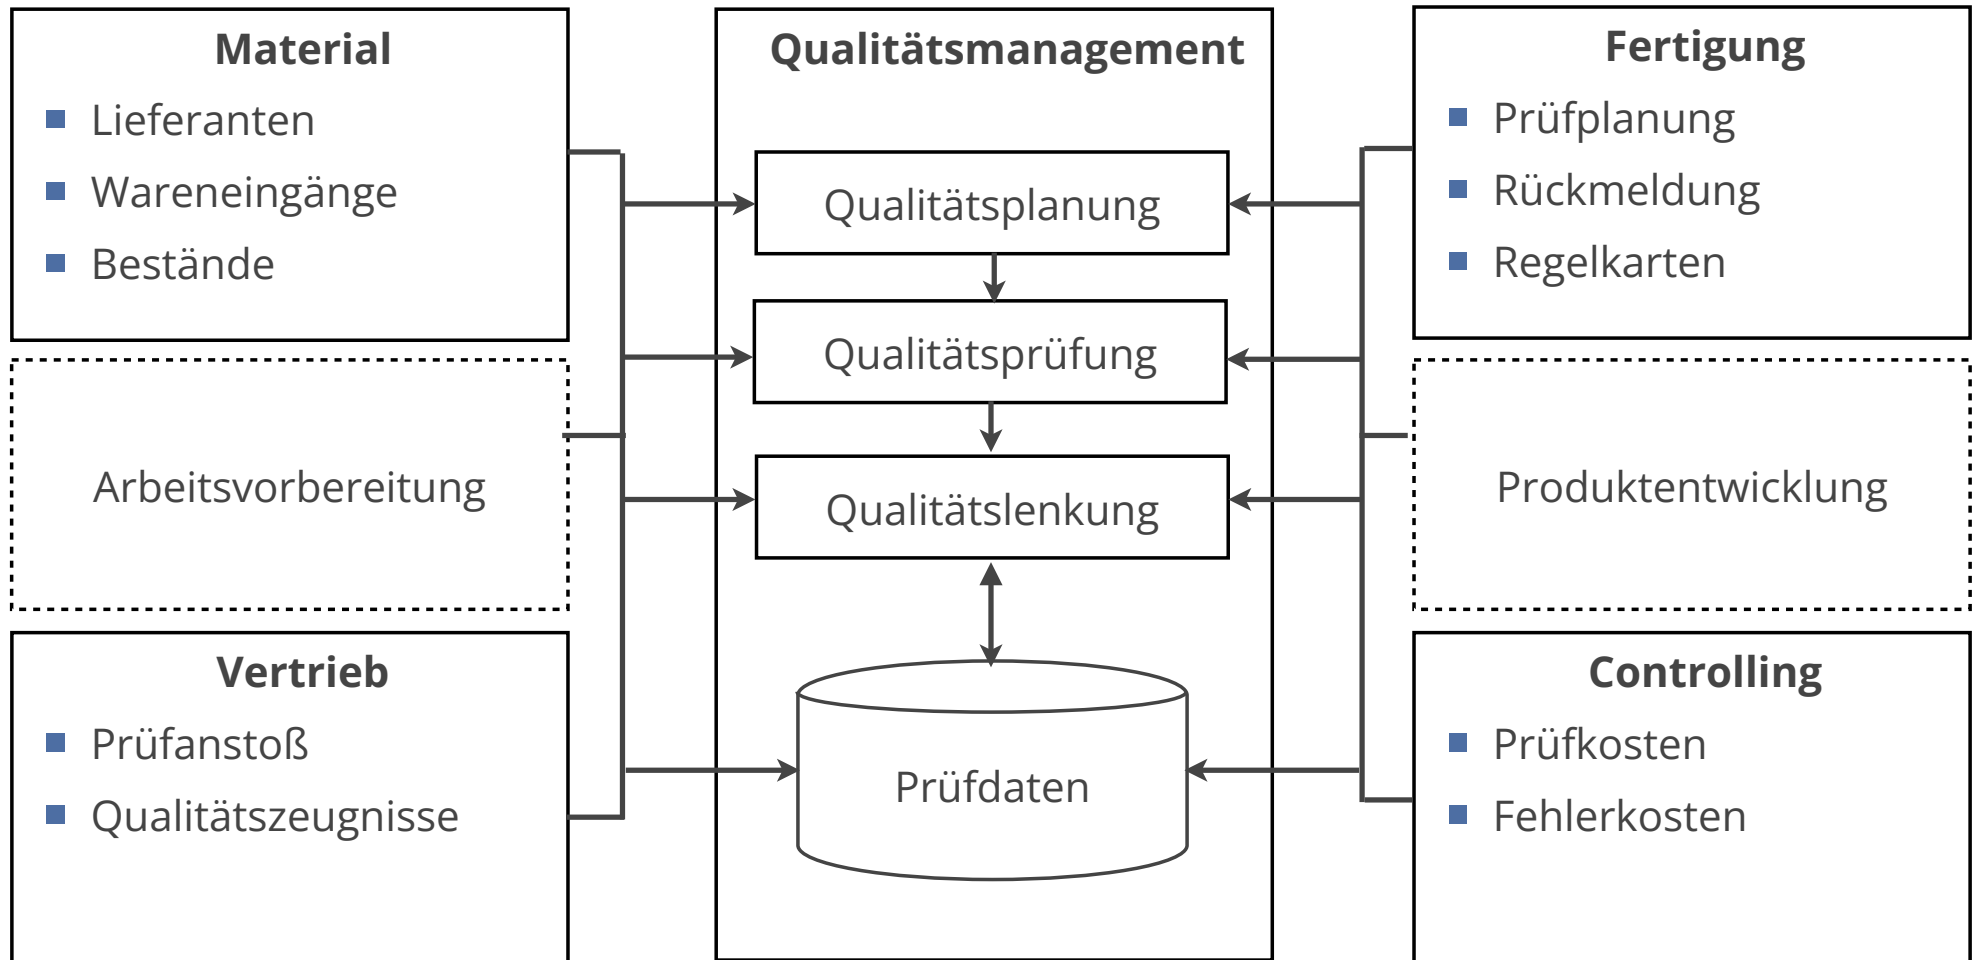 Material
Lieferanten
Wareneingänge
Bestände
Arbeitsvorbereitung
Vertrieb
Prüfanstoß
Qualitätszeugnisse
Qualitätsmanagement
Qualitätsplanung
Qualitätsprüfung
Qualitätslenkung
Prüfdaten
Fertigung
Prüfplanung
Rückmeldung
Regelkarten
Produktentwicklung
Controlling
Prüfkosten
Fehlerkosten